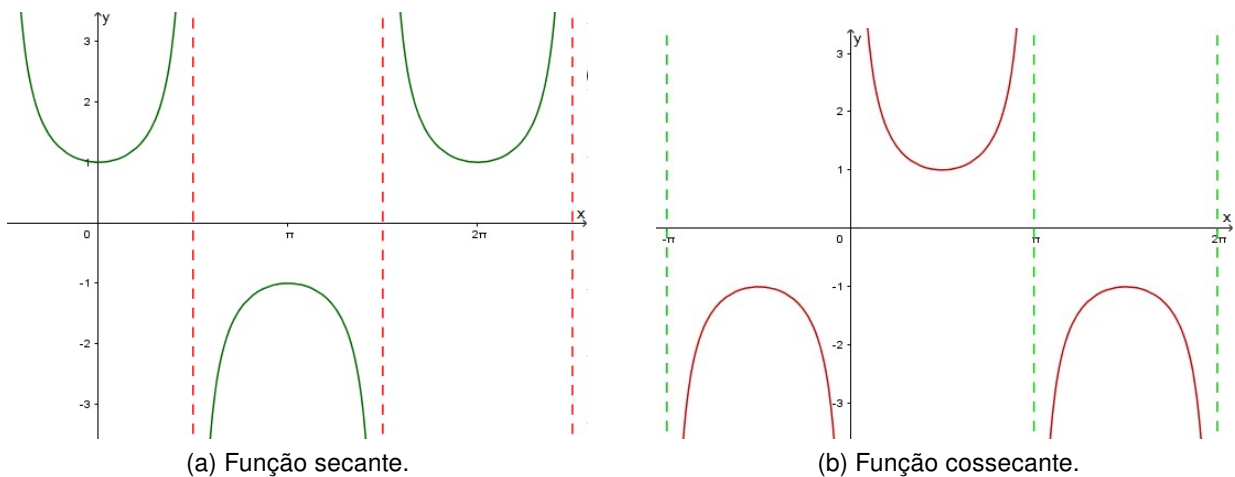 y
3
2
1
x
0
π
2π
-1
-2
-3
(a) Função secante.
y
3
2
1
x
-π
0
π
2π
-1
-2
-3
(b) Função cossecante.